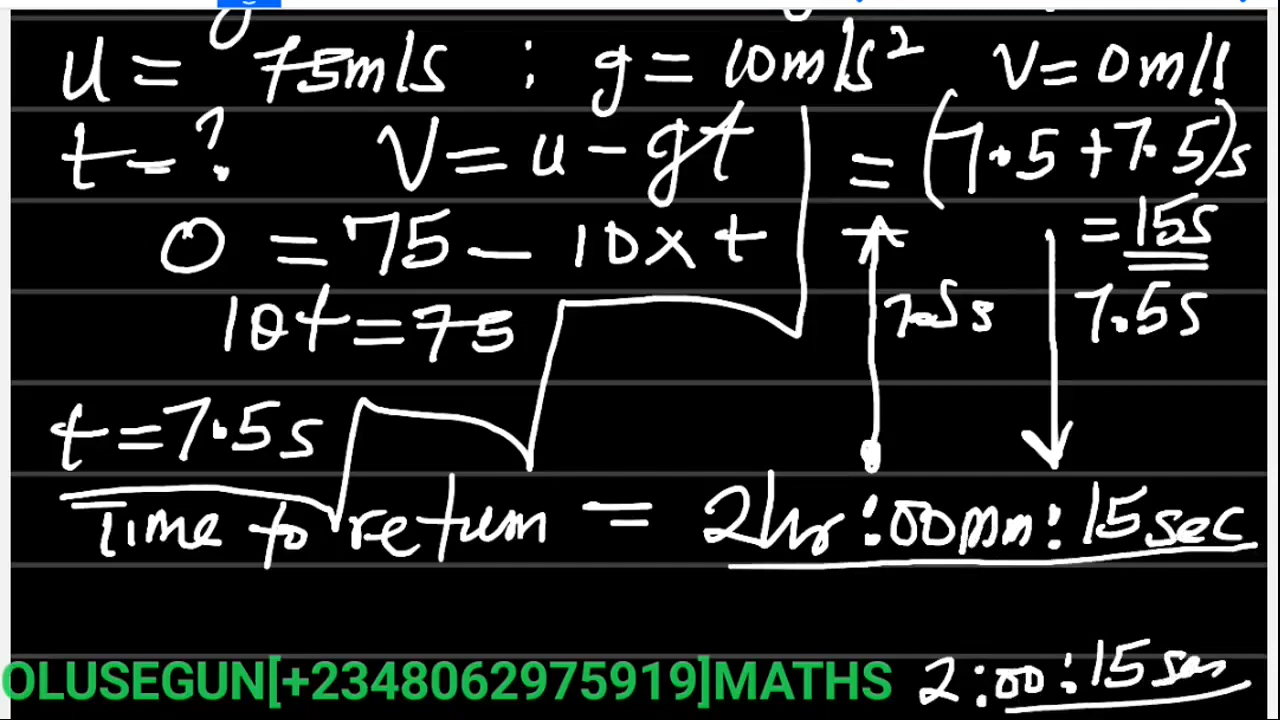 u = 75m/s ; g = 10m/s² v = 0m/s
t = ? V = u - gt = (7.5 + 7.5)s
0 = 75 - 10 x t = 15s
10t = 75 7.5s 7.5s
t = 7.5s
Time to return = 2hr : 00mn : 15sec
OLUSEGUN[+2348062975919]MATHS 2 : 00 : 15sec